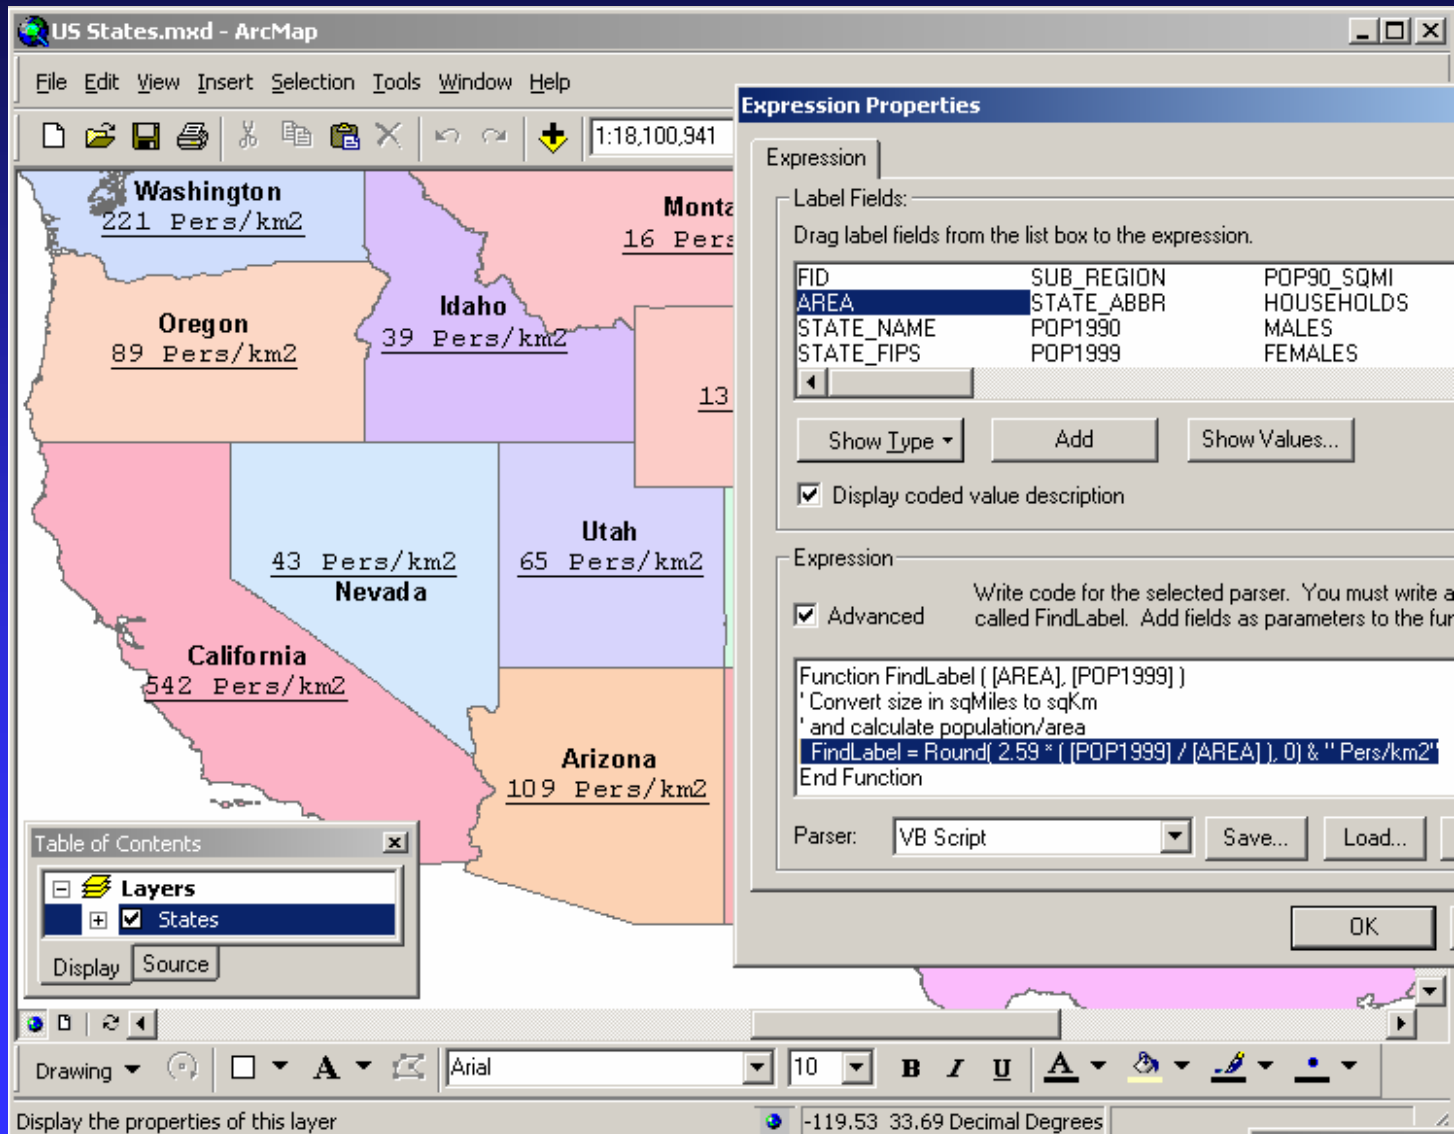 US States.mxd - ArcMap
File Edit View Insert Selection Tools Window Help
1:18,100,941
Washington
221 Pers/km2
Monta
16 Pers
Oregon
89 Pers/km2
Idaho
39 Pers/km2
13
43 Pers/km2
Nevada
Utah
65 Pers/km2
California
542 Pers/km2
Arizona
109 Pers/km2
Table of Contents
Layers
States
Display Source
Expression Properties
Expression
Label Fields:
Drag label fields from the list box to the expression.
FID SUB_REGION POP90_SQMI
AREA STATE_ABBR HOUSEHOLDS
STATE_NAME POP1990 MALES
STATE_FIPS POP1999 FEMALES
Show Type Add Show Values...
Display coded value description
Expression
Advanced
Write code for the selected parser. You must write a
called FindLabel. Add fields as parameters to the fun
Function FindLabel ( [AREA], [POP1999] )
' Convert size in sqMiles to sqKm
' and calculate population/area
FindLabel = Round( 2.59 * ( [POP1999] / [AREA] ), 0) & " Pers/km2"
End Function
Parser: VB Script Save... Load...
OK
Drawing A Arial 10 B I U A
Display the properties of this layer
-119.53 33.69 Decimal Degrees